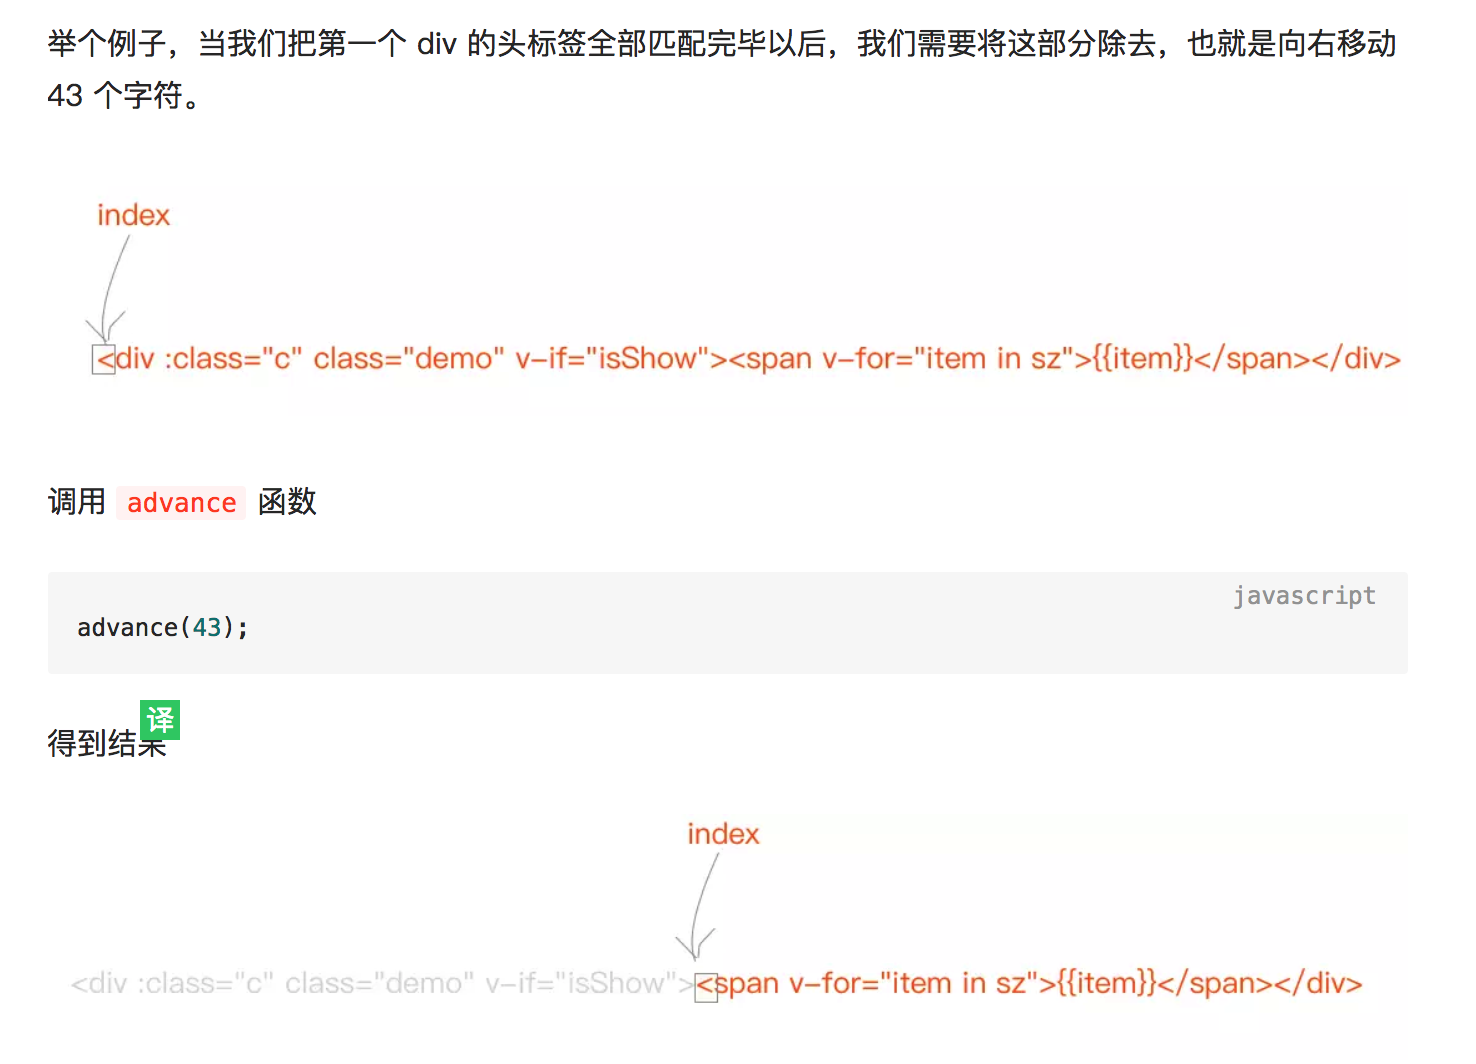 举个例子，当我们把第一个 div 的头标签全部匹配完毕以后，我们需要将这部分除去，也就是向右移动
43 个字符。
index
<div :class="c" class="demo" v-if="isShow"><span v-for="item in sz">{{item}}</span></div>
调用 advance 函数
javascript
advance(43);
译
得到结果
index
<div :class="c" class="demo" v-if="isShow"><span v-for="item in sz">{{item}}</span></div>